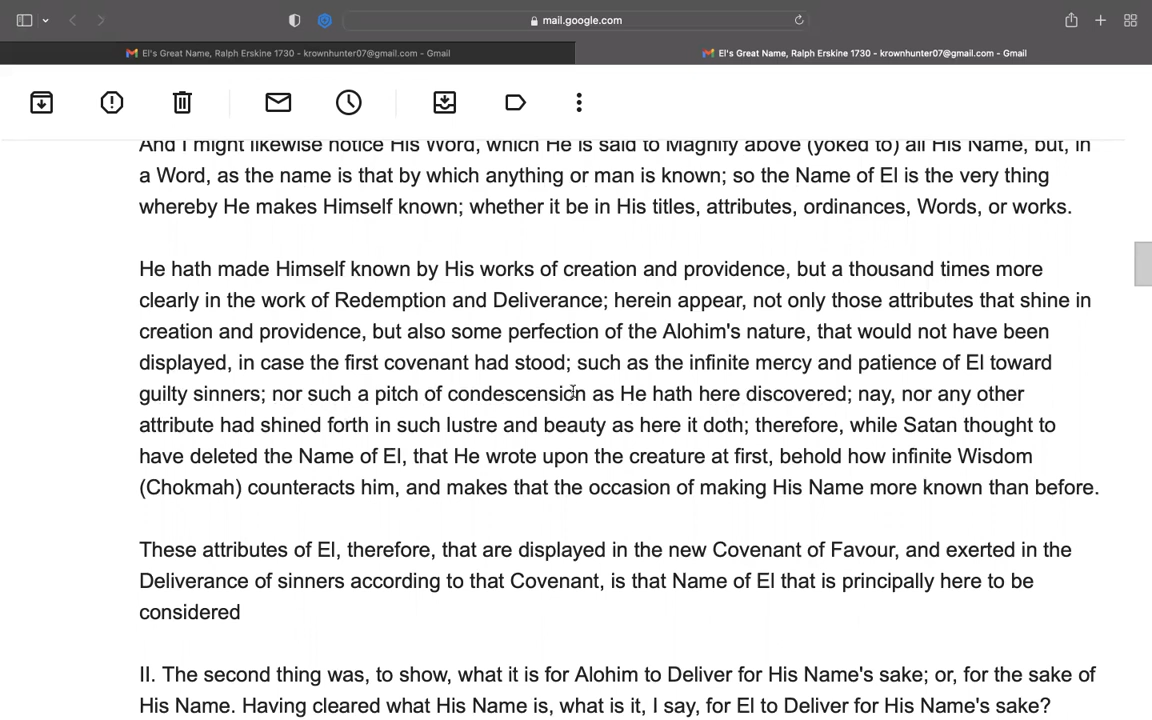 mail.google.com
El's Great Name, Ralph Erskine 1730 - krownhunter07@gmail.com - Gmail
El's Great Name, Ralph Erskine 1730 - krownhunter07@gmail.com - Gmail
And I might likewise notice His Word, which He is said to Magnify above (yoked to) all His Name, but, in
a Word, as the name is that by which anything or man is known; so the Name of El is the very thing
whereby He makes Himself known; whether it be in His titles, attributes, ordinances, Words, or works.
He hath made Himself known by His works of creation and providence, but a thousand times more
clearly in the work of Redemption and Deliverance; herein appear, not only those attributes that shine in
creation and providence, but also some perfection of the Alohim's nature, that would not have been
displayed, in case the first covenant had stood; such as the infinite mercy and patience of El toward
guilty sinners; nor such a pitch of condescension as He hath here discovered; nay, nor any other
attribute had shined forth in such lustre and beauty as here it doth; therefore, while Satan thought to
have deleted the Name of El, that He wrote upon the creature at first, behold how infinite Wisdom
(Chokmah) counteracts him, and makes that the occasion of making His Name more known than before.
These attributes of El, therefore, that are displayed in the new Covenant of Favour, and exerted in the
Deliverance of sinners according to that Covenant, is that Name of El that is principally here to be
considered
II. The second thing was, to show, what it is for Alohim to Deliver for His Name's sake; or, for the sake of
His Name. Having cleared what His Name is, what is it, I say, for El to Deliver for His Name's sake?